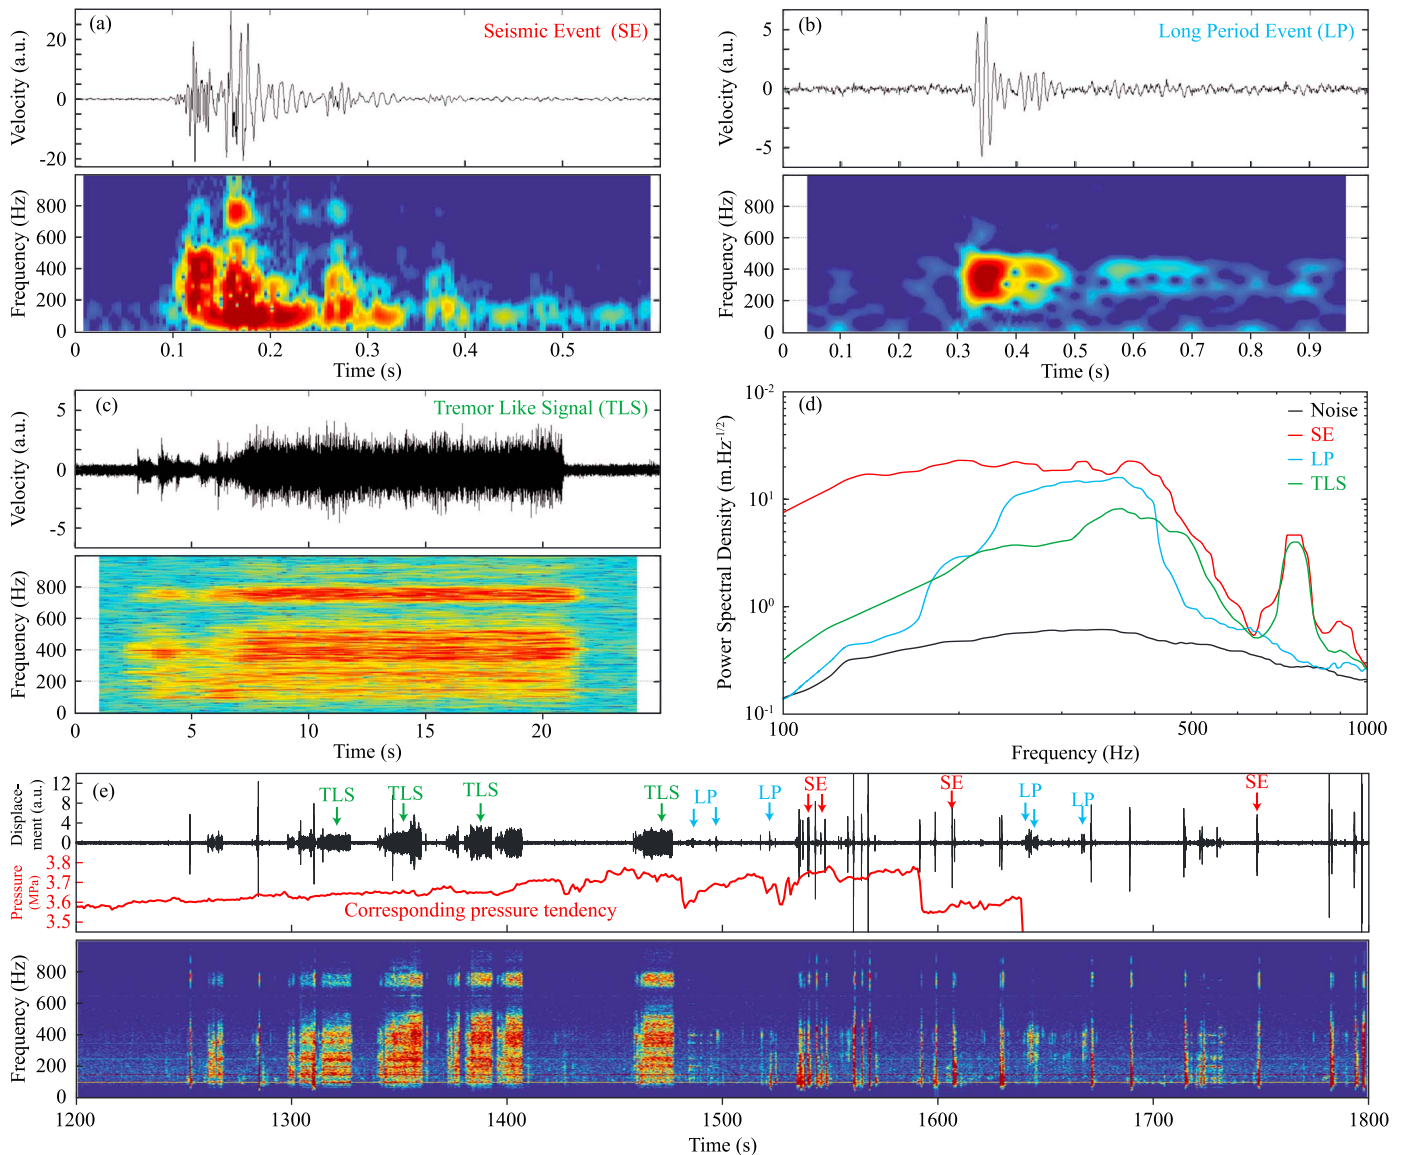 (a)
Seismic Event (SE)
Velocity (a.u.)
20
0
-20
Frequency (Hz)
800
600
400
200
0
0 0.1 0.2 0.3 0.4 0.5
Time (s)
(b)
Long Period Event (LP)
Velocity (a.u.)
5
0
-5
Frequency (Hz)
800
600
400
200
0
0 0.1 0.2 0.3 0.4 0.5 0.6 0.7 0.8 0.9
Time (s)
(c)
Tremor Like Signal (TLS)
Velocity (a.u.)
5
0
-5
Frequency (Hz)
800
600
400
200
0
0 5 10 15 20
Time (s)
(d)
Noise
SE
LP
TLS
Power Spectral Density (m.Hz-1/2)
10-2
10-1
100
10-1
100 500 1000
Frequency (Hz)
(e)
Displace-
ment (a.u.)
12
8
4
0
TLS TLS TLS TLS LP LP SE SE LP LP SE
Pressure
(MPa)
3.8
3.7
3.6
3.5
Corresponding pressure tendency
Frequency (Hz)
800
600
400
200
0
1200 1300 1400 1500 1600 1700 1800
Time (s)